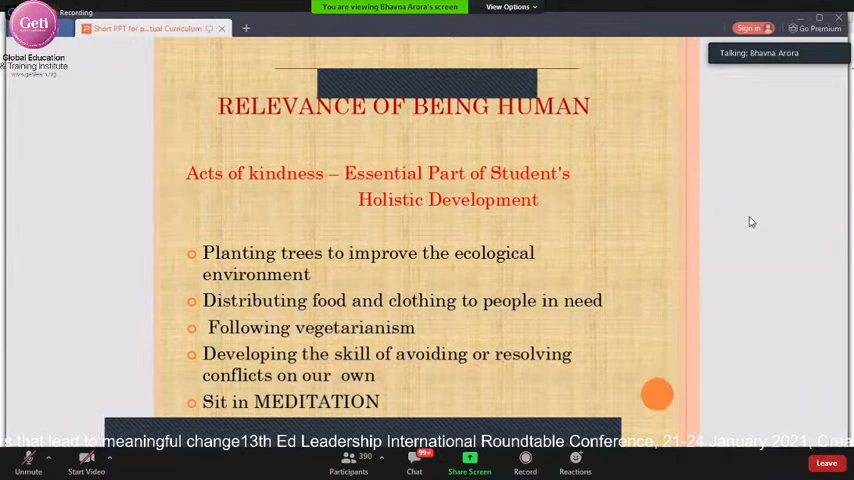 Recording
You are viewing Bhavna Arora's screen
View Options
Geti
Short PPT for p...tual Curriculum
Sign in
Go Premium
Global Education
& Training Institute
www.getilearn.org
Talking: Bhavna Arora
RELEVANCE OF BEING HUMAN
Acts of kindness – Essential Part of Student's
Holistic Development
Planting trees to improve the ecological
environment
Distributing food and clothing to people in need
Following vegetarianism
Developing the skill of avoiding or resolving
conflicts on our own
Sit in MEDITATION
s that lead to meaningful change13th Ed Leadership International Roundtable Conference, 21-24 January 2021, Crea
390
99+
Unmute
Start Video
Participants
Chat
Share Screen
Record
Reactions
Leave